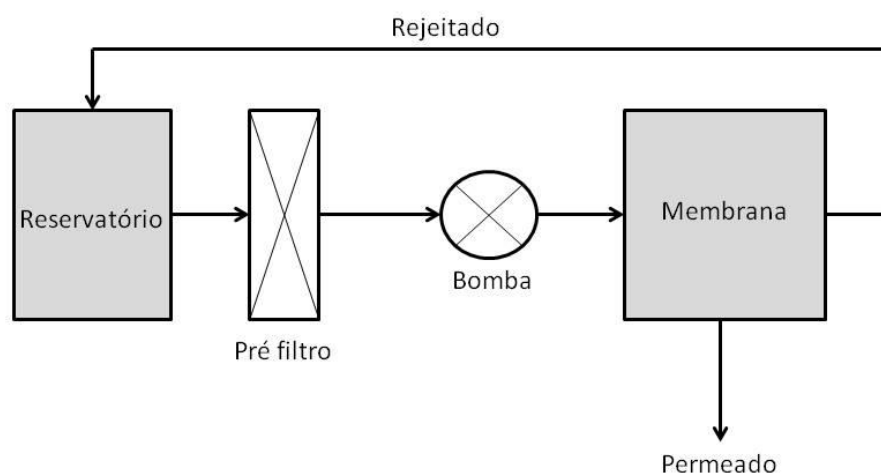 Rejeitado
Reservatório
Membrana
Bomba
Pré filtro
Permeado